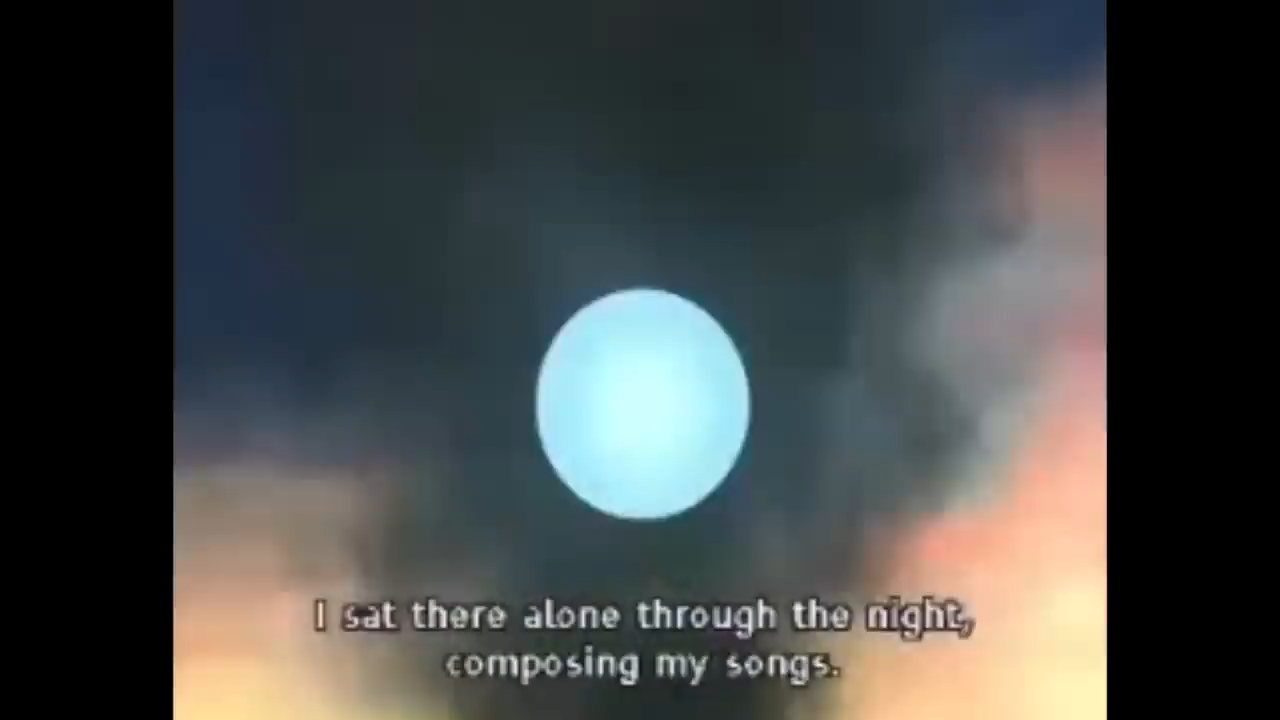 I sat there alone through the night,
composing my songs.